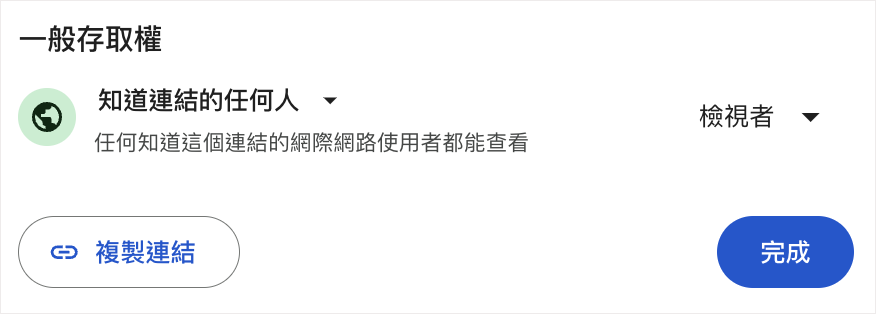 一般存取權
知道連結的任何人
檢視者
任何知道這個連結的網際網路使用者都能查看
複製連結
完成